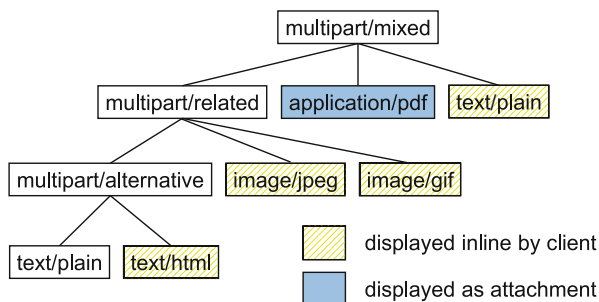 multipart/mixed
multipart/related
application/pdf
text/plain
multipart/alternative
image/jpeg
image/gif
text/plain
text/html
displayed inline by client
displayed as attachment